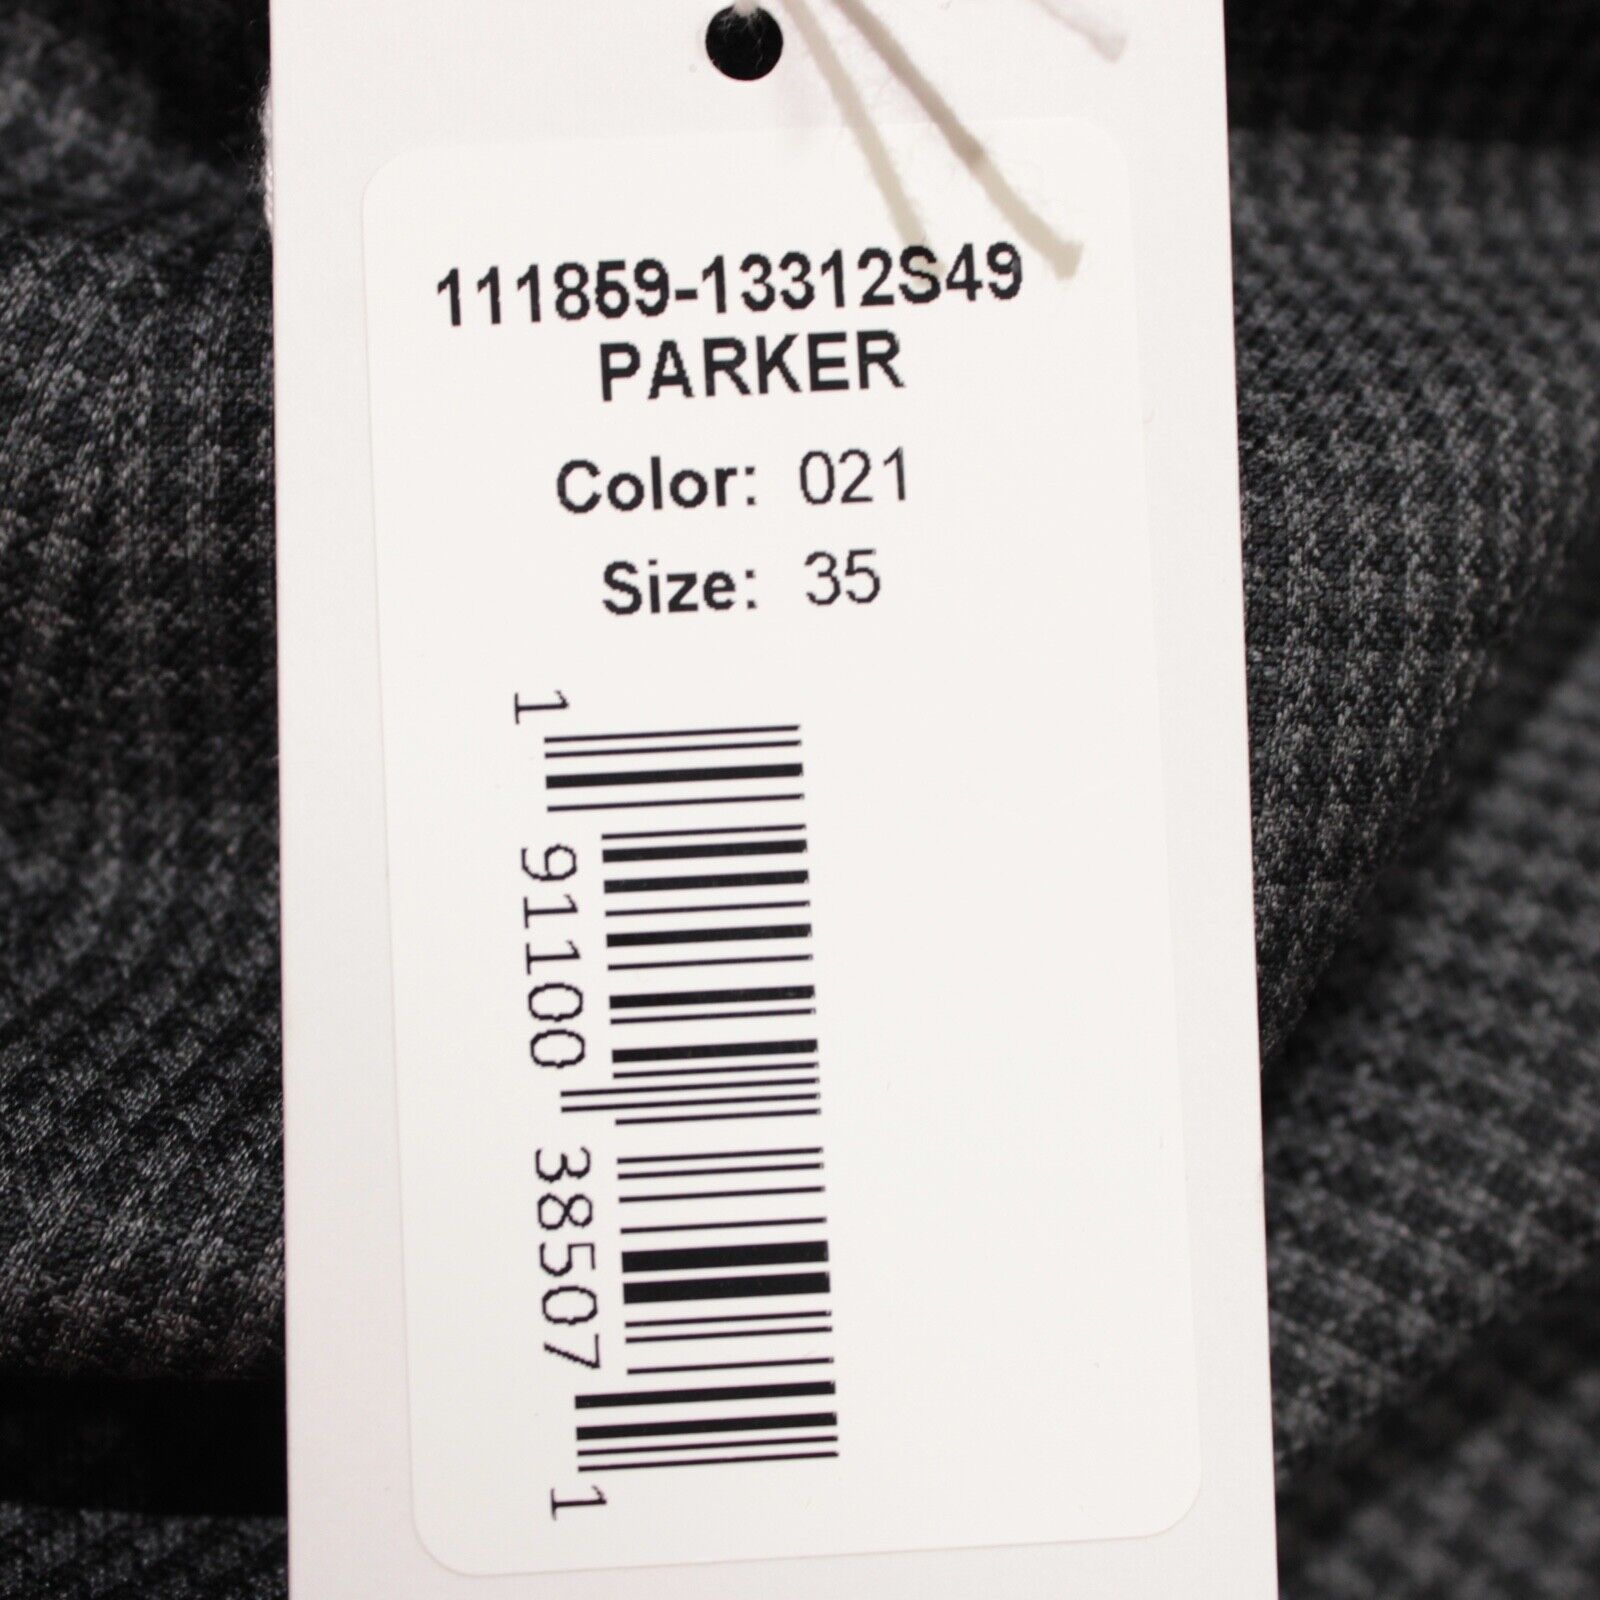 111859-13312S49
PARKER
Color: 021
Size: 35
1 91100 38507 1